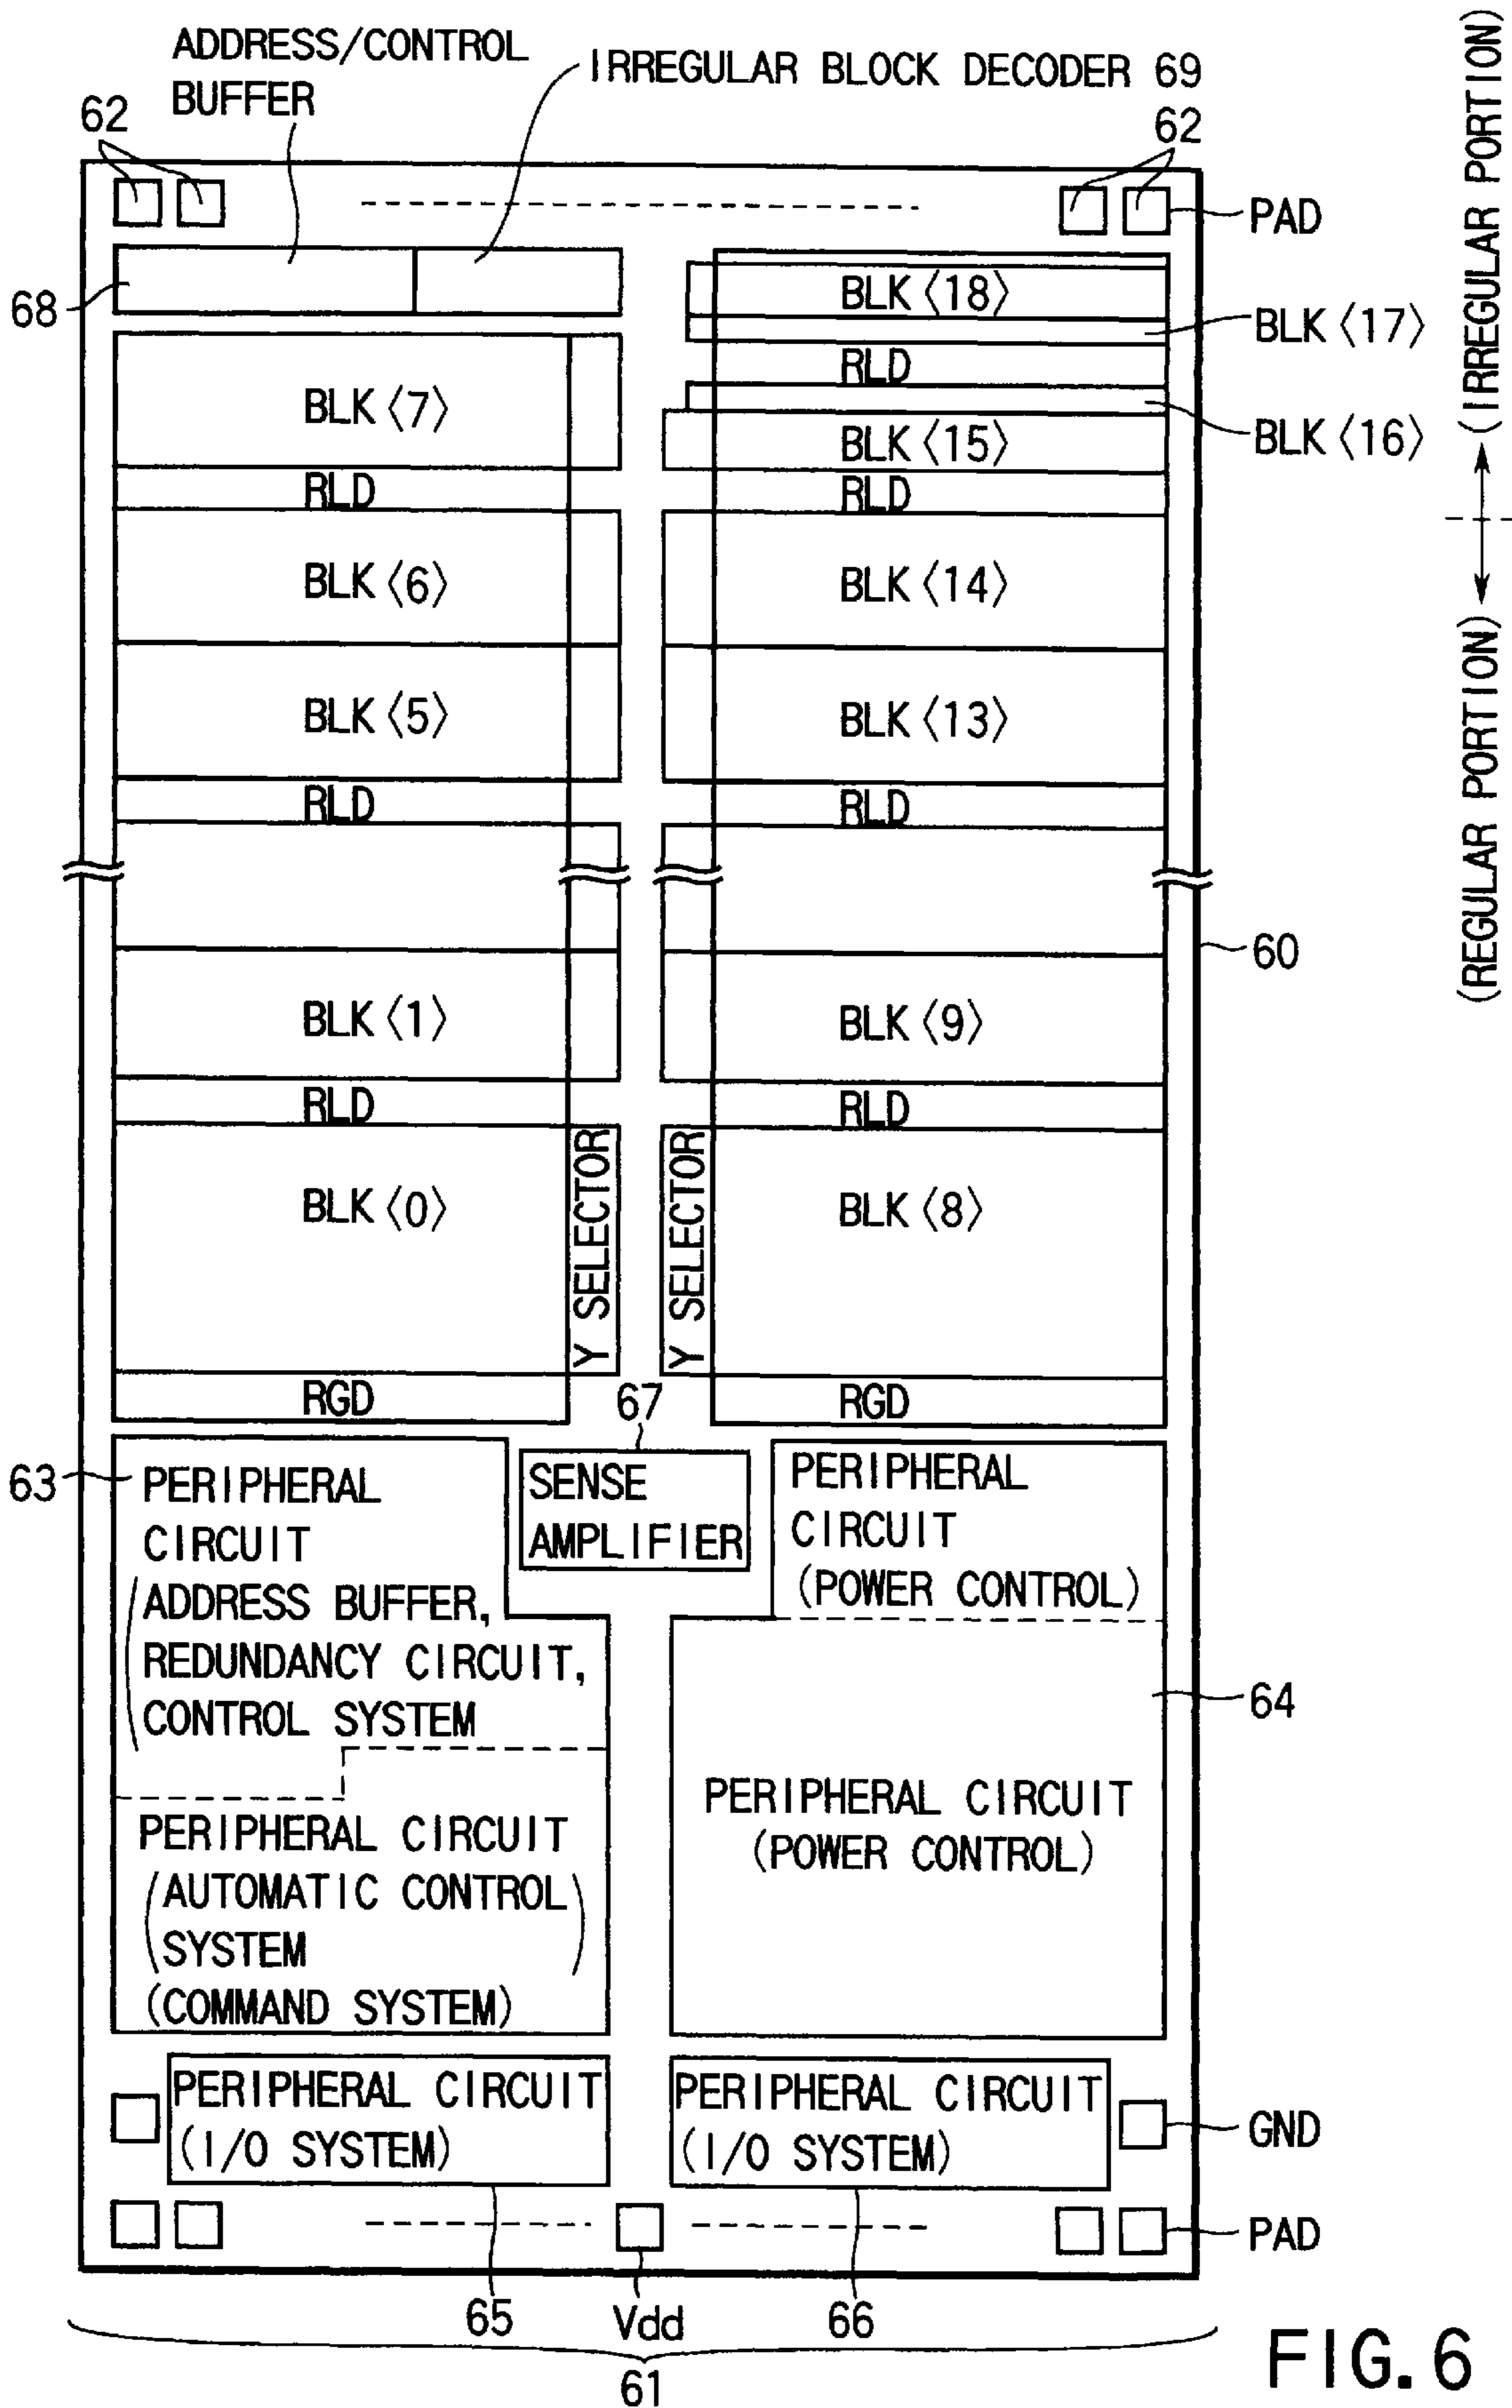 ADDRESS/CONTROL
BUFFER
IRREGULAR BLOCK DECODER 69
62
62
PAD
68
BLK〈18〉
BLK〈17〉
RLD
BLK〈16〉
BLK〈15〉
BLK〈7〉
RLD
RLD
BLK〈6〉
BLK〈14〉
BLK〈5〉
BLK〈13〉
RLD
RLD
(IRREGULAR PORTION)
(REGULAR PORTION)
60
BLK〈1〉
BLK〈9〉
RLD
RLD
BLK〈0〉
Y SELECTOR
Y SELECTOR
BLK〈8〉
RGD
67
RGD
63
PERIPHERAL
CIRCUIT
(ADDRESS BUFFER,
REDUNDANCY CIRCUIT,
CONTROL SYSTEM
SENSE
AMPLIFIER
PERIPHERAL
CIRCUIT
(POWER CONTROL)
64
PERIPHERAL CIRCUIT
(AUTOMATIC CONTROL)
SYSTEM
(COMMAND SYSTEM)
PERIPHERAL CIRCUIT
(POWER CONTROL)
PERIPHERAL CIRCUIT
(I/O SYSTEM)
PERIPHERAL CIRCUIT
(I/O SYSTEM)
GND
PAD
65
Vdd
66
61
FIG. 6